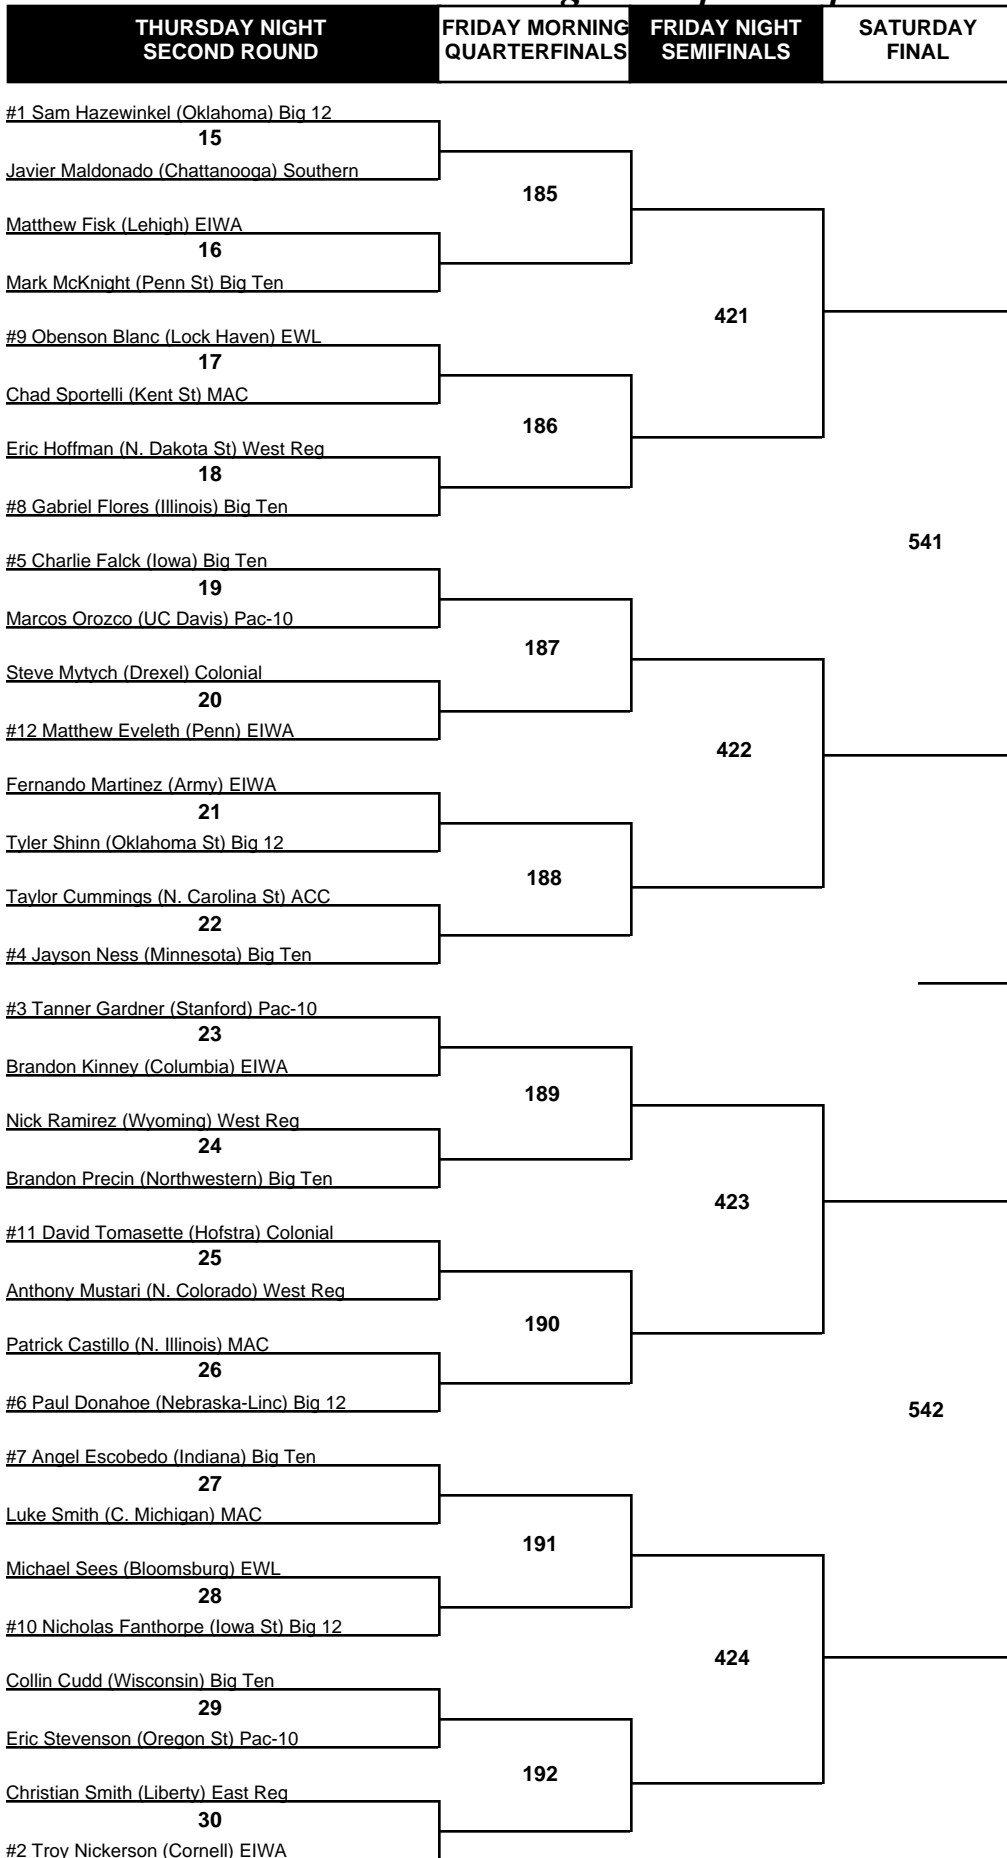 THURSDAY NIGHT
SECOND ROUND
FRIDAY MORNING
QUARTERFINALS
FRIDAY NIGHT
SEMIFINALS
SATURDAY
FINAL
#1 Sam Hazewinkel (Oklahoma) Big 12
15
Javier Maldonado (Chattanooga) Southern
185
Matthew Fisk (Lehigh) EIWA
16
Mark McKnight (Penn St) Big Ten
421
#9 Obenson Blanc (Lock Haven) EWL
17
Chad Sportelli (Kent St) MAC
186
Eric Hoffman (N. Dakota St) West Reg
18
#8 Gabriel Flores (Illinois) Big Ten
541
#5 Charlie Falck (Iowa) Big Ten
19
Marcos Orozco (UC Davis) Pac-10
187
Steve Mytych (Drexel) Colonial
20
#12 Matthew Eveleth (Penn) EIWA
422
Fernando Martinez (Army) EIWA
21
Tyler Shinn (Oklahoma St) Big 12
188
Taylor Cummings (N. Carolina St) ACC
22
#4 Jayson Ness (Minnesota) Big Ten
#3 Tanner Gardner (Stanford) Pac-10
23
Brandon Kinney (Columbia) EIWA
189
Nick Ramirez (Wyoming) West Reg
24
Brandon Precin (Northwestern) Big Ten
423
#11 David Tomasette (Hofstra) Colonial
25
Anthony Mustari (N. Colorado) West Reg
190
Patrick Castillo (N. Illinois) MAC
26
#6 Paul Donahoe (Nebraska-Linc) Big 12
542
#7 Angel Escobedo (Indiana) Big Ten
27
Luke Smith (C. Michigan) MAC
191
Michael Sees (Bloomsburg) EWL
28
#10 Nicholas Fanthorpe (Iowa St) Big 12
424
Collin Cudd (Wisconsin) Big Ten
29
Eric Stevenson (Oregon St) Pac-10
192
Christian Smith (Liberty) East Reg
30
#2 Troy Nickerson (Cornell) EIWA